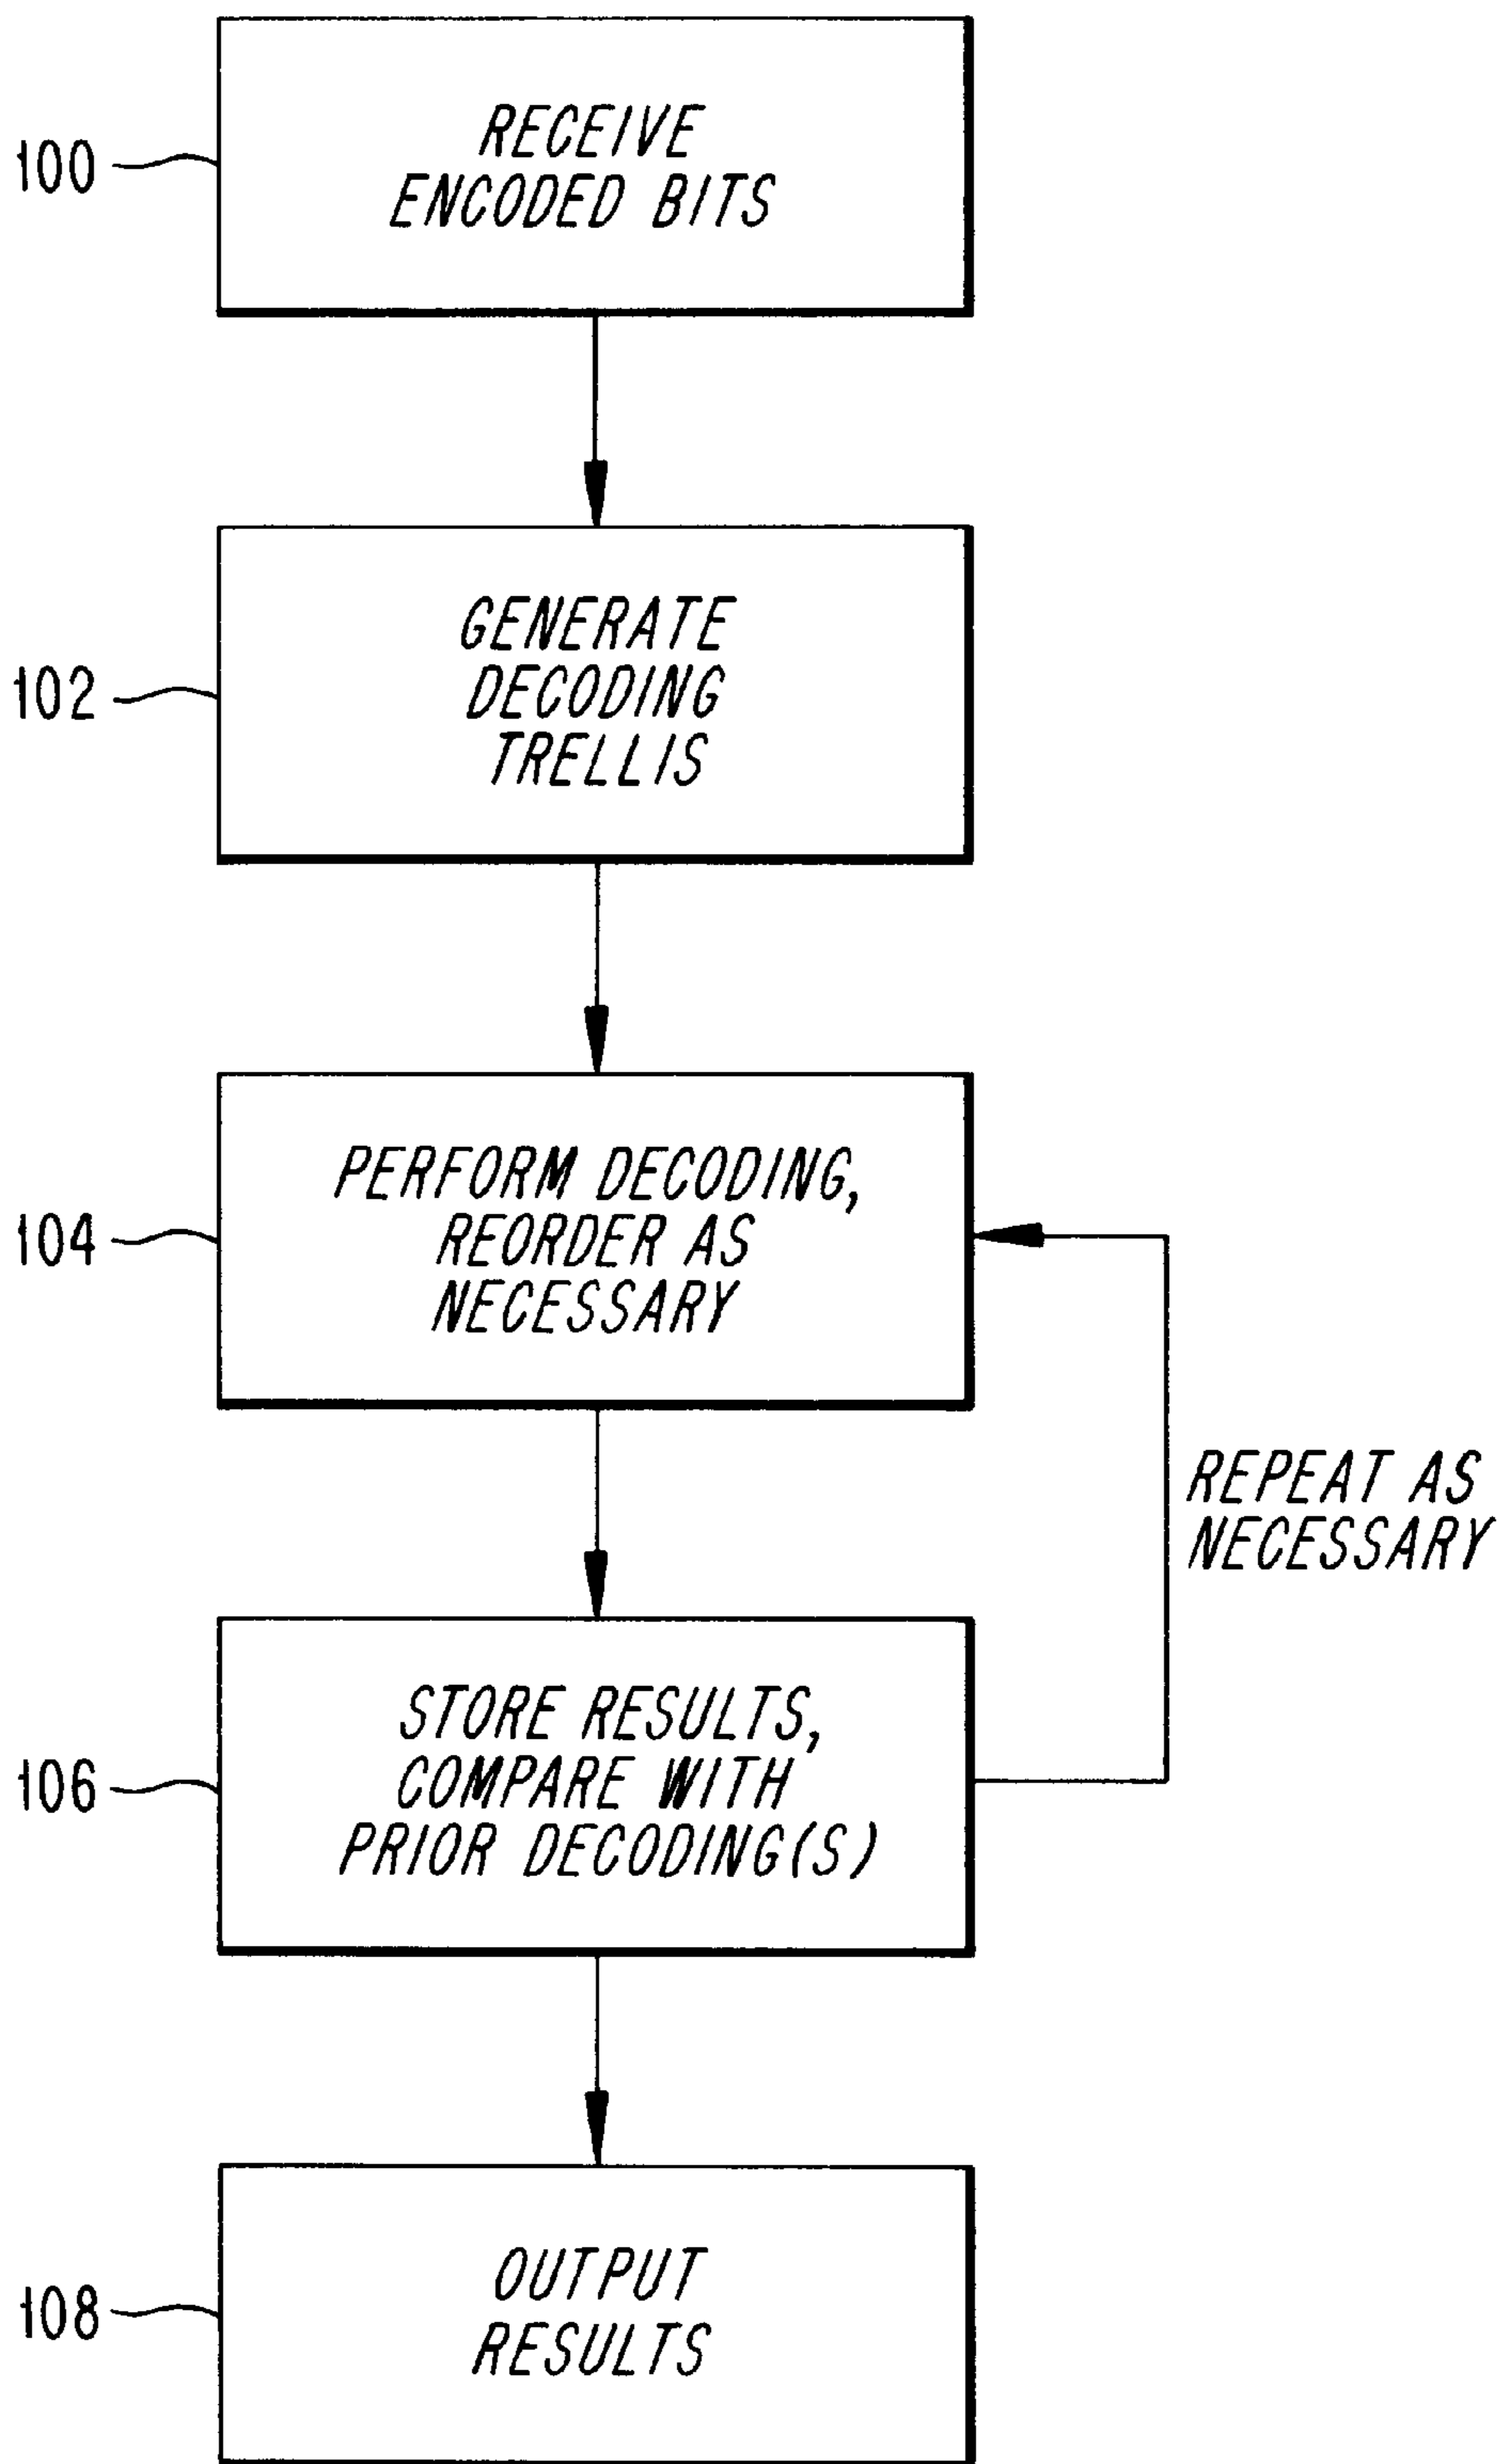 100
RECEIVE
ENCODED BITS
102
GENERATE
DECODING
TRELLIS
104
PERFORM DECODING,
REORDER AS
NECESSARY
REPEAT AS
NECESSARY
106
STORE RESULTS,
COMPARE WITH
PRIOR DECODING(S)
108
OUTPUT
RESULTS